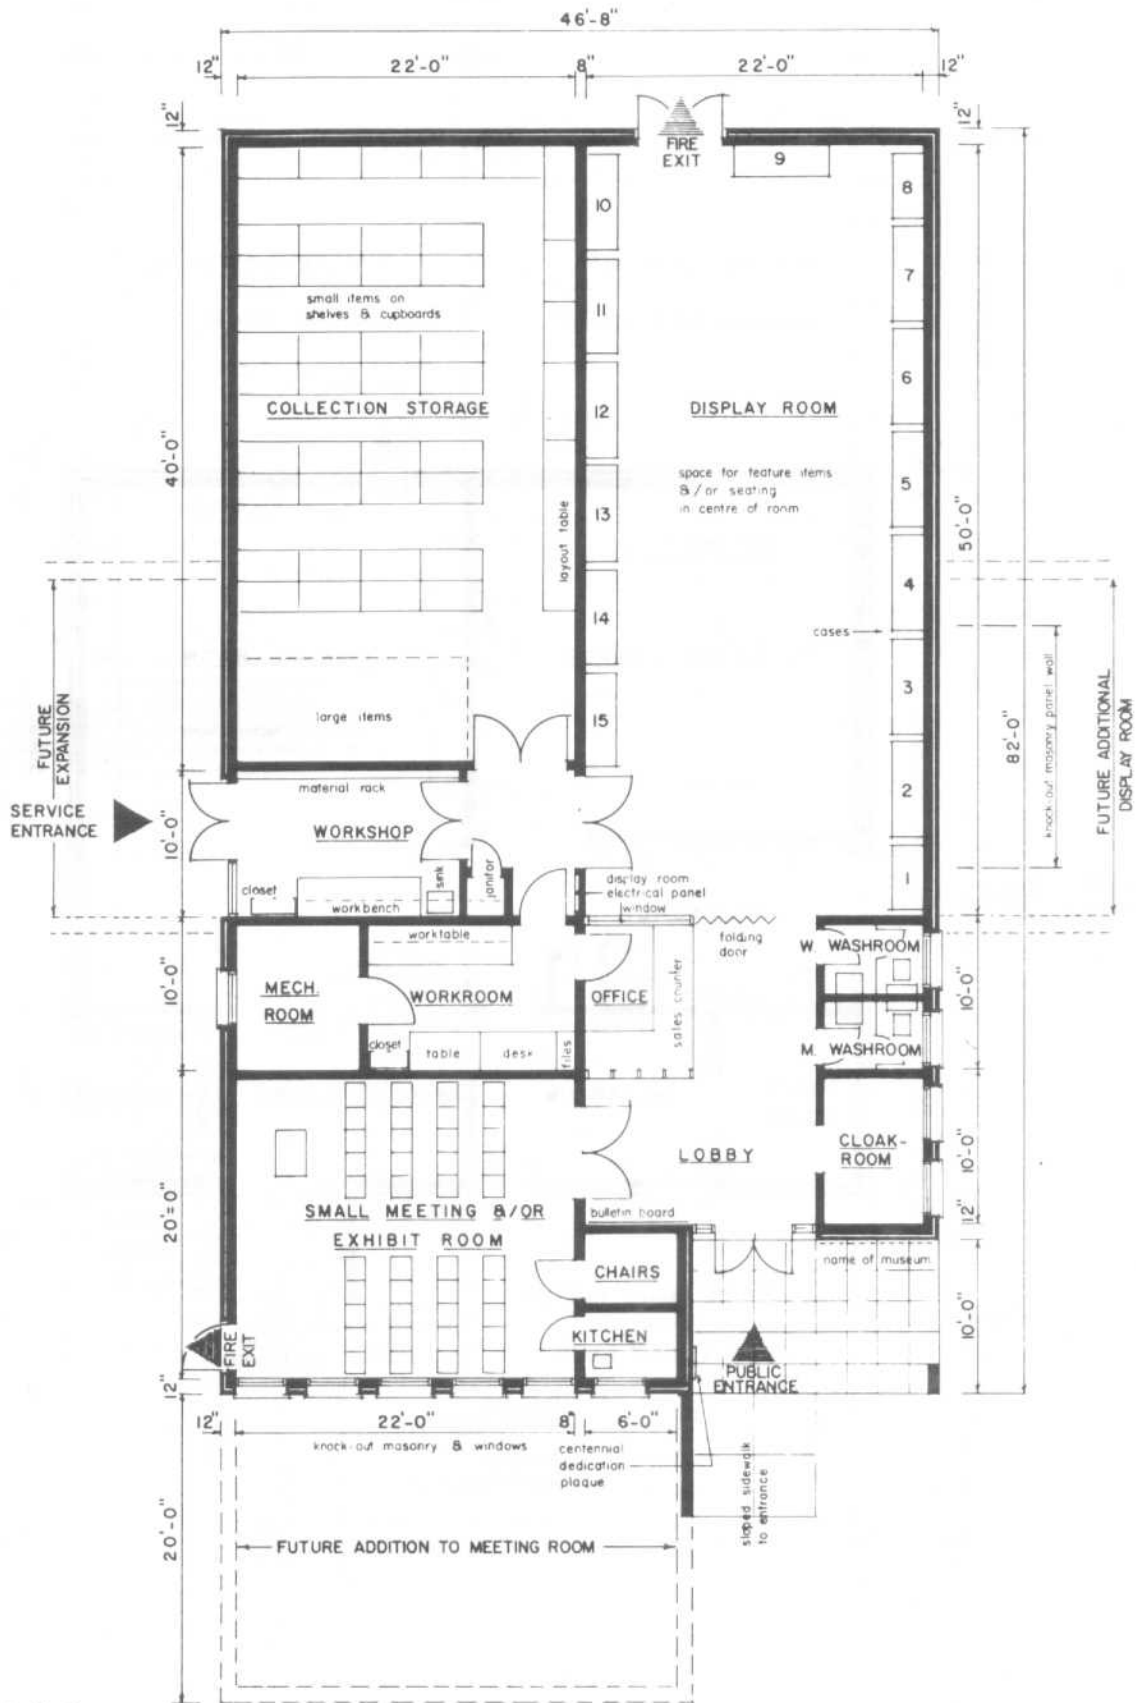 46'-8"
12"
22'-0"
8"
22'-0"
12"
12"
12"
FIRE
EXIT
9
10
8
11
7
small items on
shelves & cupboards
12
6
COLLECTION STORAGE
DISPLAY ROOM
40'-0"
space for feature items
&/or seating
in centre of room
13
5
layout table
50'-0"
14
4
cases
15
3
large items
knock-out masonry panel wall
82'-0"
FUTURE ADDITIONAL
DISPLAY ROOM
FUTURE
EXPANSION
SERVICE
ENTRANCE
material rack
WORKSHOP
2
10'-0"
closet
workbench
sink
janitor
display room
electrical panel
window
1
folding
door
worktable
W. WASHROOM
MECH.
ROOM
WORKROOM
OFFICE
sales counter
10'-0"
10'-0"
closet
table
desk
files
M. WASHROOM
LOBBY
CLOAK-
ROOM
10'-0"
SMALL MEETING &/OR
EXHIBIT ROOM
20'=0"
bulletin board
12"
CHAIRS
name of museum
KITCHEN
10'-0"
FIRE
EXIT
PUBLIC
ENTRANCE
12"
12"
22'-0"
8"
6'-0"
knock-out masonry & windows
centennial
dedication
plaque
sloped sidewalk
to entrance
20'-0"
FUTURE ADDITION TO MEETING ROOM